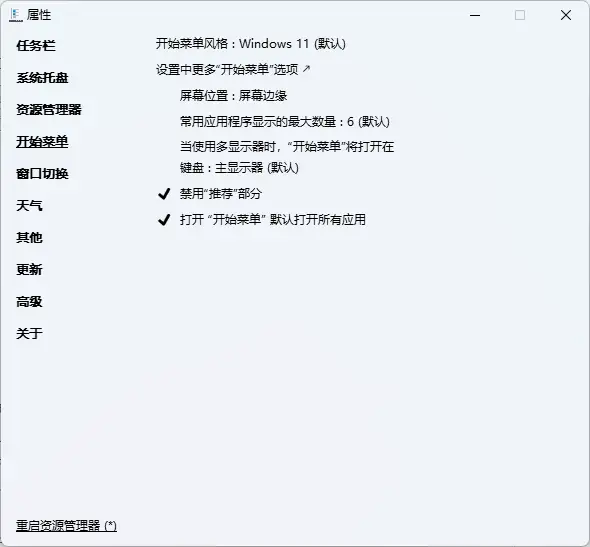 属性
任务栏
系统托盘
资源管理器
开始菜单
窗口切换
天气
其他
更新
高级
关于
重启资源管理器 (*)
开始菜单风格 : Windows 11 (默认)
设置中更多“开始菜单”选项 ↗
屏幕位置 : 屏幕边缘
常用应用程序显示的最大数量 : 6 (默认)
当使用多显示器时，“开始菜单”将打开在
键盘 : 主显示器 (默认)
禁用“推荐”部分
打开 “开始菜单” 默认打开所有应用